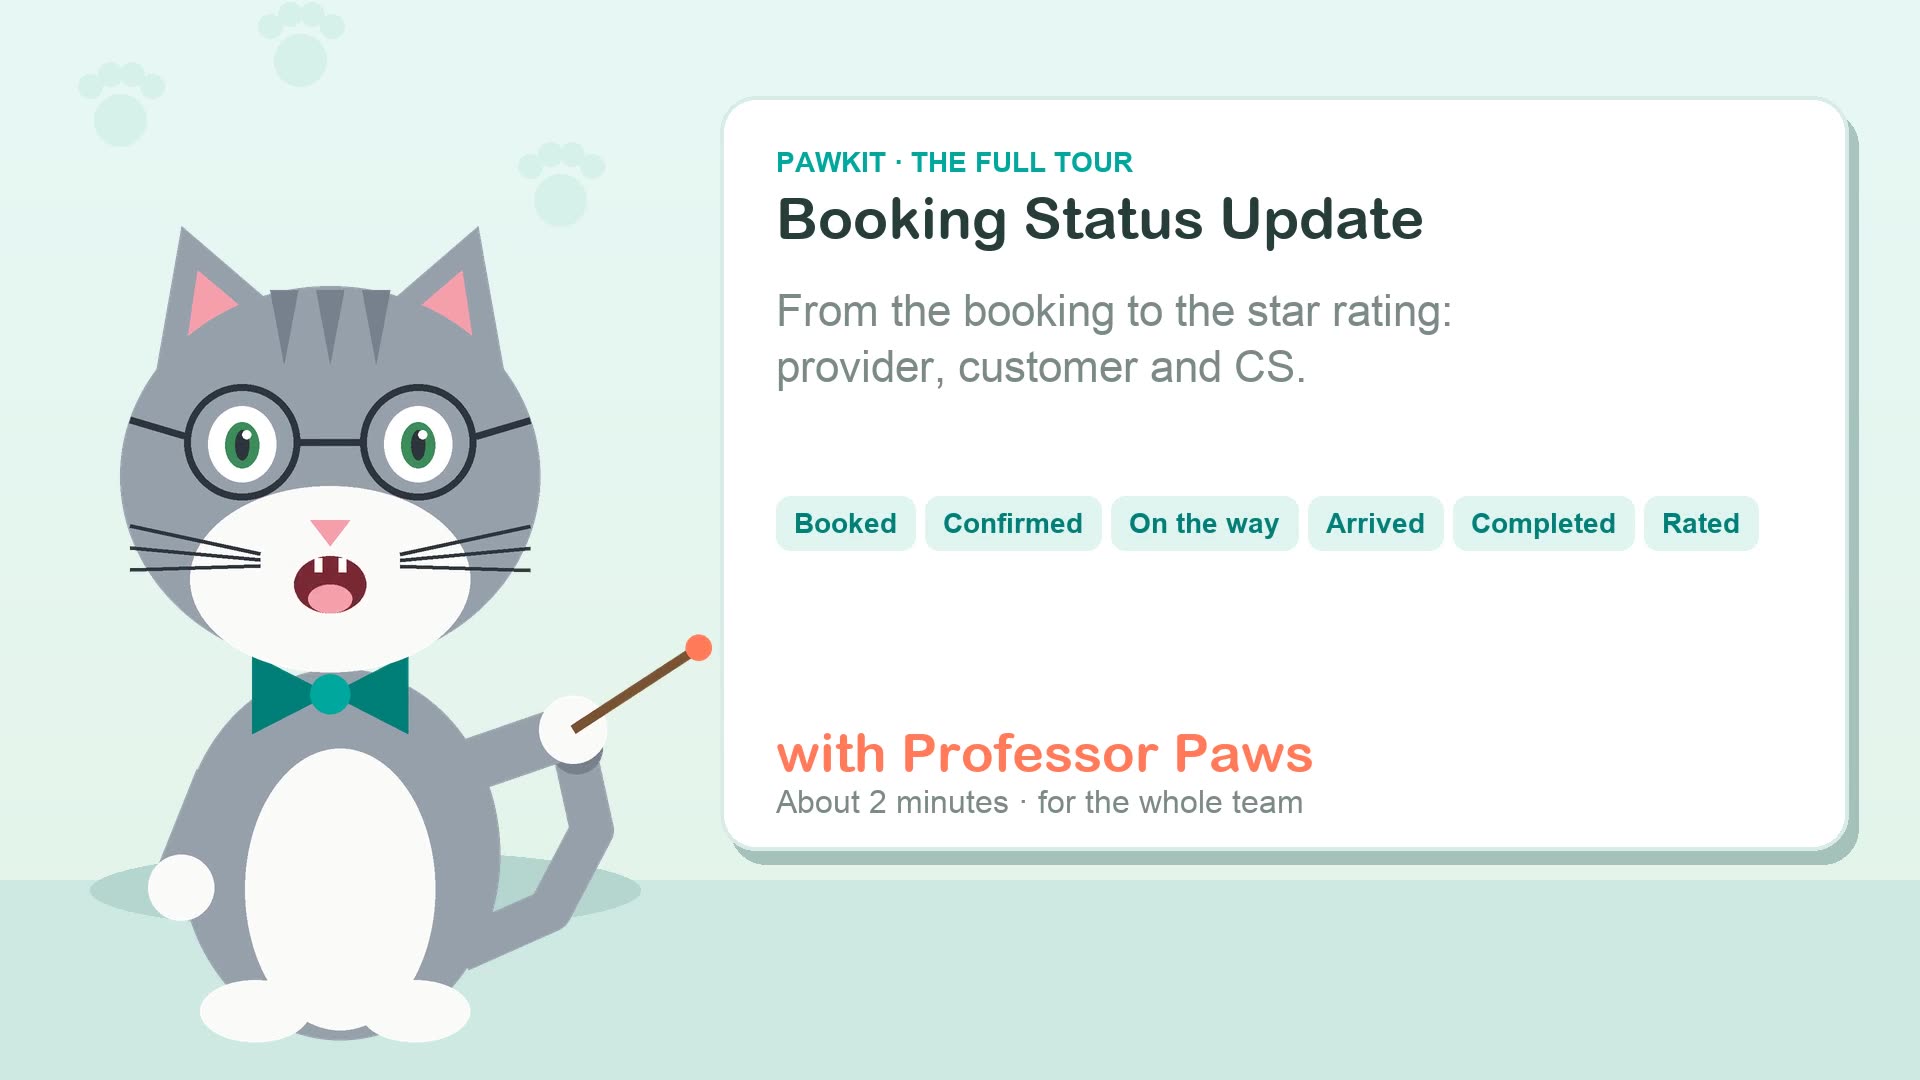 PAWKIT · THE FULL TOUR
Booking Status Update
From the booking to the star rating:
provider, customer and CS.
Booked Confirmed On the way Arrived Completed Rated
with Professor Paws
About 2 minutes · for the whole team